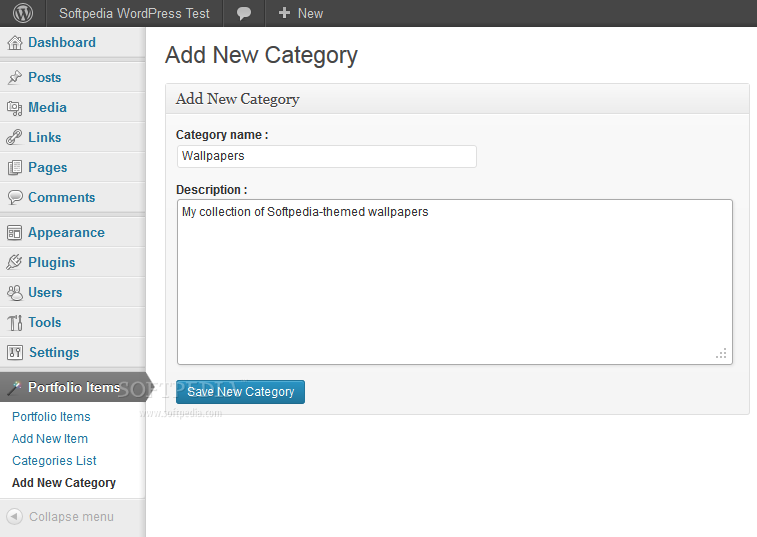 Softpedia WordPress Test
New
Dashboard
Posts
Media
Links
Pages
Comments
Appearance
Plugins
Users
Tools
Settings
Portfolio Items
Portfolio Items
Add New Item
Categories List
Add New Category
Collapse menu
Add New Category
Add New Category
Category name :
Wallpapers
Description :
My collection of Softpedia-themed wallpapers
Save New Category
SOFTPEDIA
www.softpedia.com